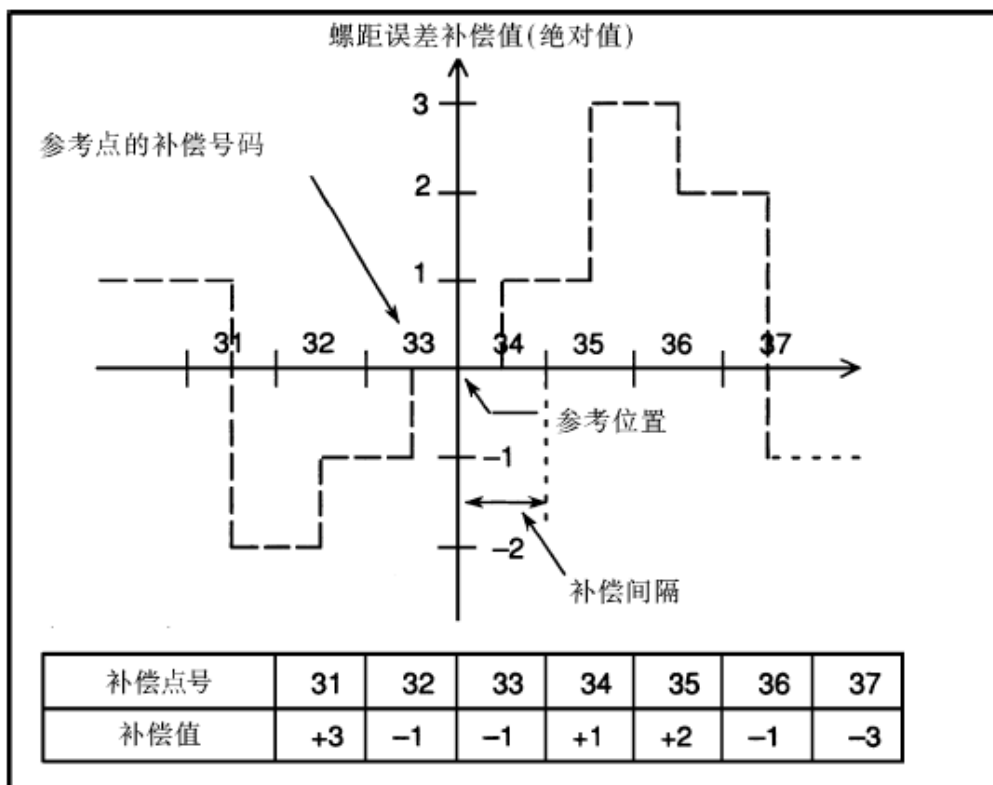 螺距误差补偿值(绝对值)
3
参考点的补偿号码
2
1
31 32 33 34 35 36 37
参考位置
-1
-2
补偿间隔
补偿点号 31 32 33 34 35 36 37
补偿值 +3 -1 -1 +1 +2 -1 -3